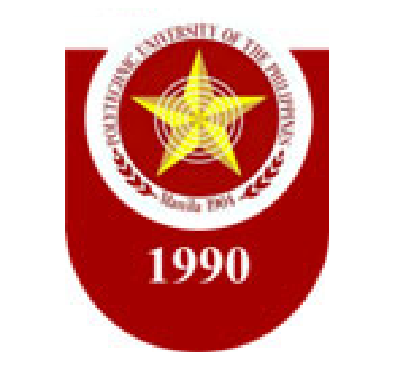 POLYTECHNIC UNIVERSITY OF THE PHILIPPINES
Manila 1904
1990